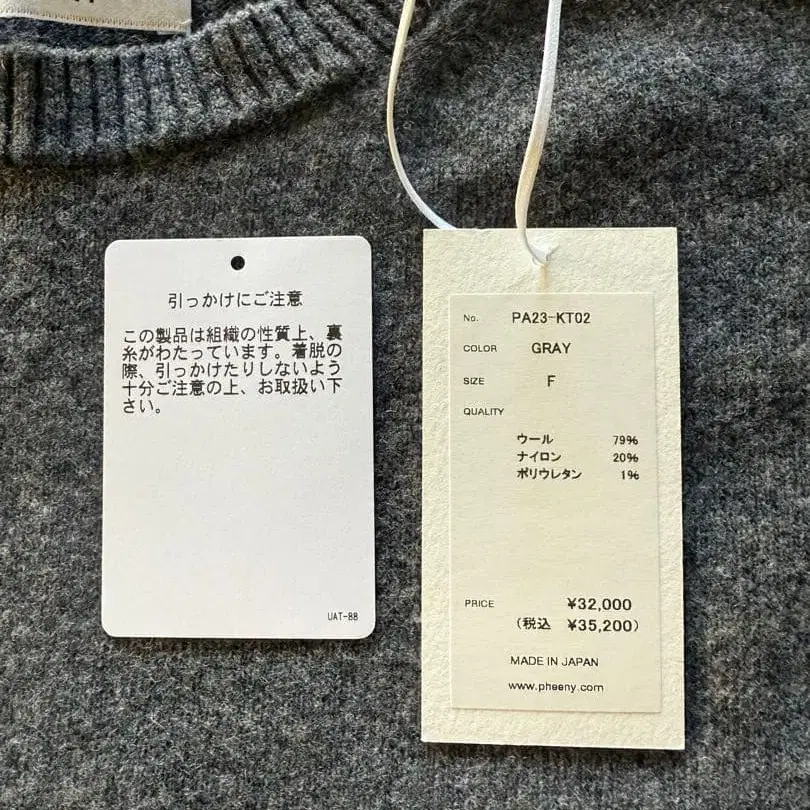 引っかけにご注意
この製品は組織の性質上、裏
糸がわたっています。着脱の
際、引っかけたりしないよう
十分ご注意の上、お取扱い下
さい。
UAT-88
No. PA23-KT02
COLOR GRAY
SIZE F
QUALITY
ウール 79%
ナイロン 20%
ポリウレタン 1%
PRICE ¥32,000
(税込 ¥35,200)
MADE IN JAPAN
www.pheeny.com